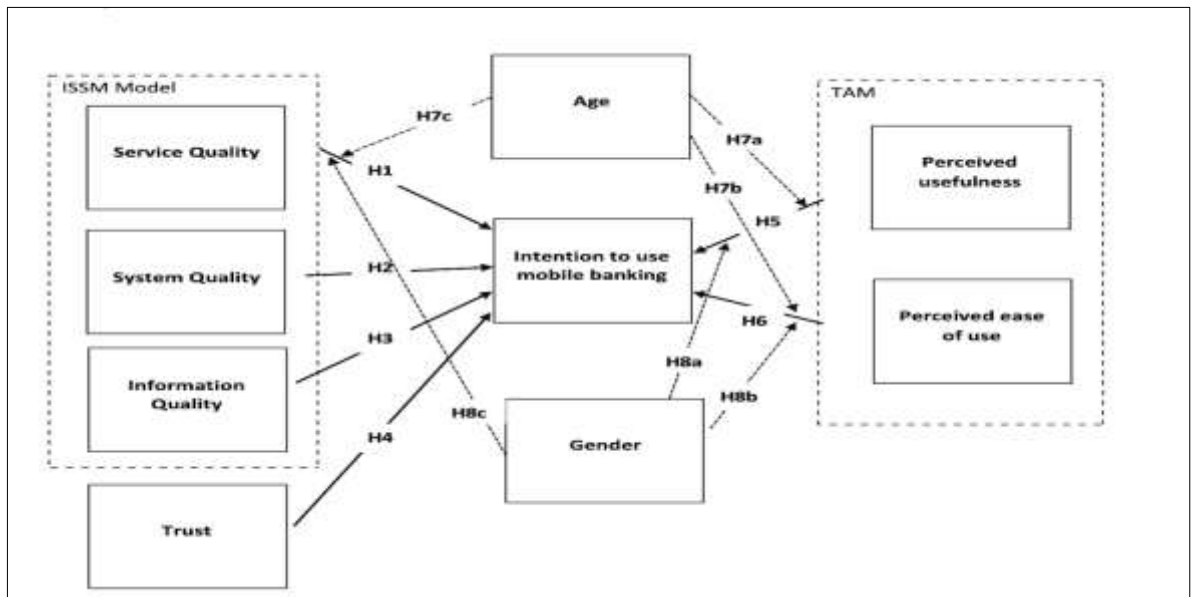 ISSM Model
Service Quality
System Quality
Information
Quality
Trust
Age
Intention to use
mobile banking
Gender
TAM
Perceived
usefulness
Perceived ease
of use
H7c
H1
H2
H3
H4
H8c
H7a
H7b
H5
H6
H8a
H8b